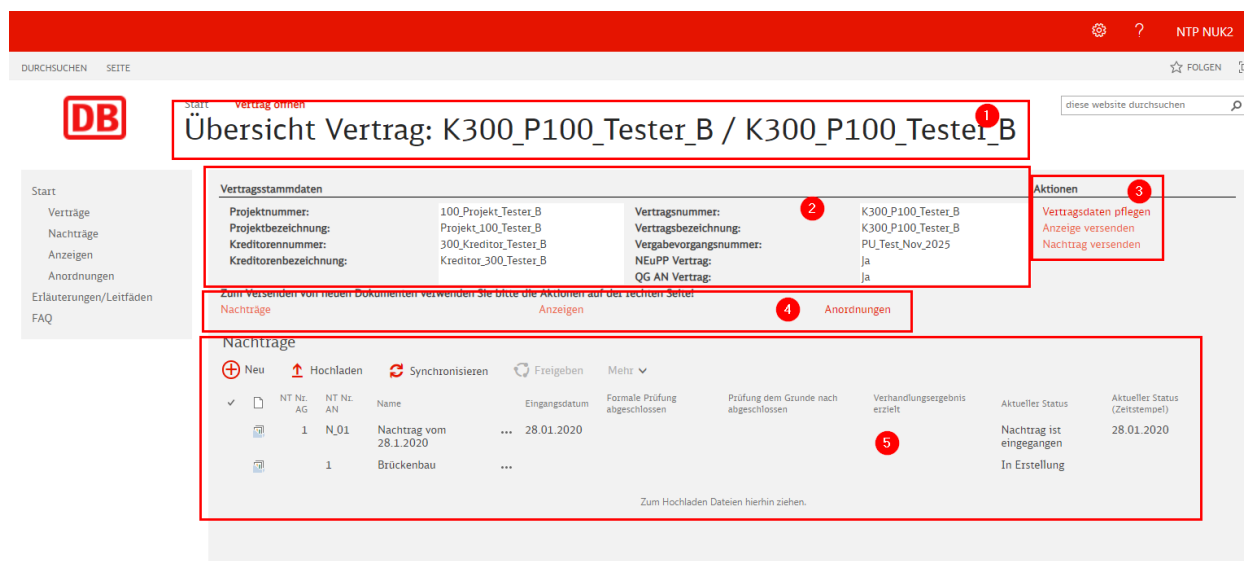 ? NTP NUK2
DURCHSUCHEN SEITE FOLGEN
DB
Start Vertrag öffnen
diese website durchsuchen
Übersicht Vertrag: K300_P100_Tester_B / K300_P100_Tester_B
1
Start
Verträge
Nachträge
Anzeigen
Anordnungen
Erläuterungen/Leitfäden
FAQ
Vertragsstammdaten
Projektnummer: 100_Projekt_Tester_B
Projektbezeichnung: Projekt_100_Tester_B
Kreditorennummer: 300_Kreditor_Tester_B
Kreditorenbezeichnung: Kreditor_300_Tester_B
Vertragsnummer: K300_P100_Tester_B
Vertragsbezeichnung: K300_P100_Tester_B
Vergabevorgangsnummer: PU_Test_Nov_2025
NEuPP Vertrag: Ja
QG AN Vertrag: Ja
2
Aktionen
3
Vertragsdaten pflegen
Anzeige versenden
Nachtrag versenden
Zum Versenden von neuen Dokumenten verwenden Sie bitte die Aktionen auf der rechten Seite!
Nachträge Anzeigen 4 Anordnungen
Nachträge
Neu Hochladen Synchronisieren Freigeben Mehr
NT Nr. AG NT Nr. AN Name Eingangsdatum Formale Prüfung abgeschlossen Prüfung dem Grunde nach abgeschlossen Verhandlungsergebnis erzielt Aktueller Status Aktueller Status (Zeitstempel)
1 N_01 Nachtrag vom 28.1.2020 ... 28.01.2020 Nachtrag ist eingegangen 28.01.2020
5
1 Brückenbau ... In Erstellung
Zum Hochladen Dateien hierhin ziehen.